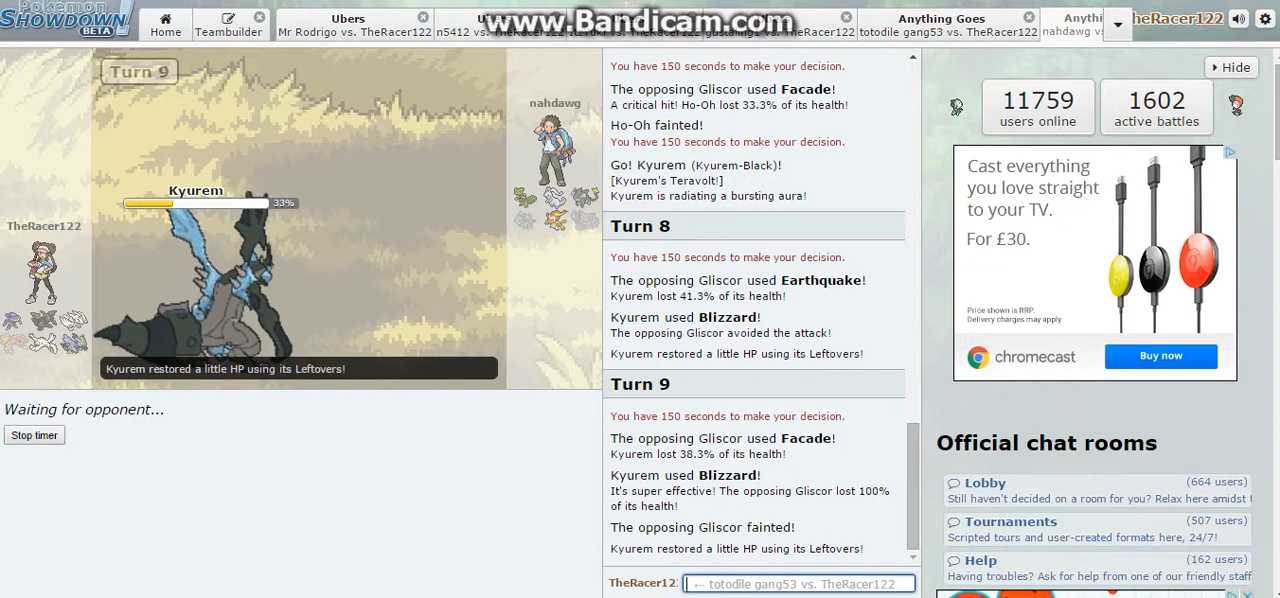 www.Bandicam.com
Pokémon
SHOWDOWN!
BETA
Home
Teambuilder
Ubers
Mr Rodrigo vs. TheRacer122
n5412 vs. TheRacer122
vs. TheRacer122
vs. TheRacer122
Anything Goes
totodile gang53 vs. TheRacer122
Anythi
nahdawg vs
heRacer122
Turn 9
nahdawg
Kyurem
33%
TheRacer122
Kyurem restored a little HP using its Leftovers!
Waiting for opponent...
Stop timer
You have 150 seconds to make your decision.
The opposing Gliscor used Facade!
A critical hit! Ho-Oh lost 33.3% of its health!
Ho-Oh fainted!
You have 150 seconds to make your decision.
Go! Kyurem (Kyurem-Black)!
[Kyurem's Teravolt!]
Kyurem is radiating a bursting aura!
Turn 8
You have 150 seconds to make your decision.
The opposing Gliscor used Earthquake!
Kyurem lost 41.3% of its health!
Kyurem used Blizzard!
The opposing Gliscor avoided the attack!
Kyurem restored a little HP using its Leftovers!
Turn 9
You have 150 seconds to make your decision.
The opposing Gliscor used Facade!
Kyurem lost 38.3% of its health!
Kyurem used Blizzard!
It's super effective! The opposing Gliscor lost 100%
of its health!
The opposing Gliscor fainted!
Kyurem restored a little HP using its Leftovers!
TheRacer12
← totodile gang53 vs. TheRacer122
Hide
11759
users online
1602
active battles
Cast everything
you love straight
to your TV.
For £30.
Price shown is RRP.
Delivery charges may apply.
chromecast
Buy now
Official chat rooms
Lobby
(664 users)
Still haven't decided on a room for you? Relax here amidst t
Tournaments
(507 users)
Scripted tours and user-created formats here, 24/7!
Help
(162 users)
Having troubles? Ask for help from one of our friendly staff